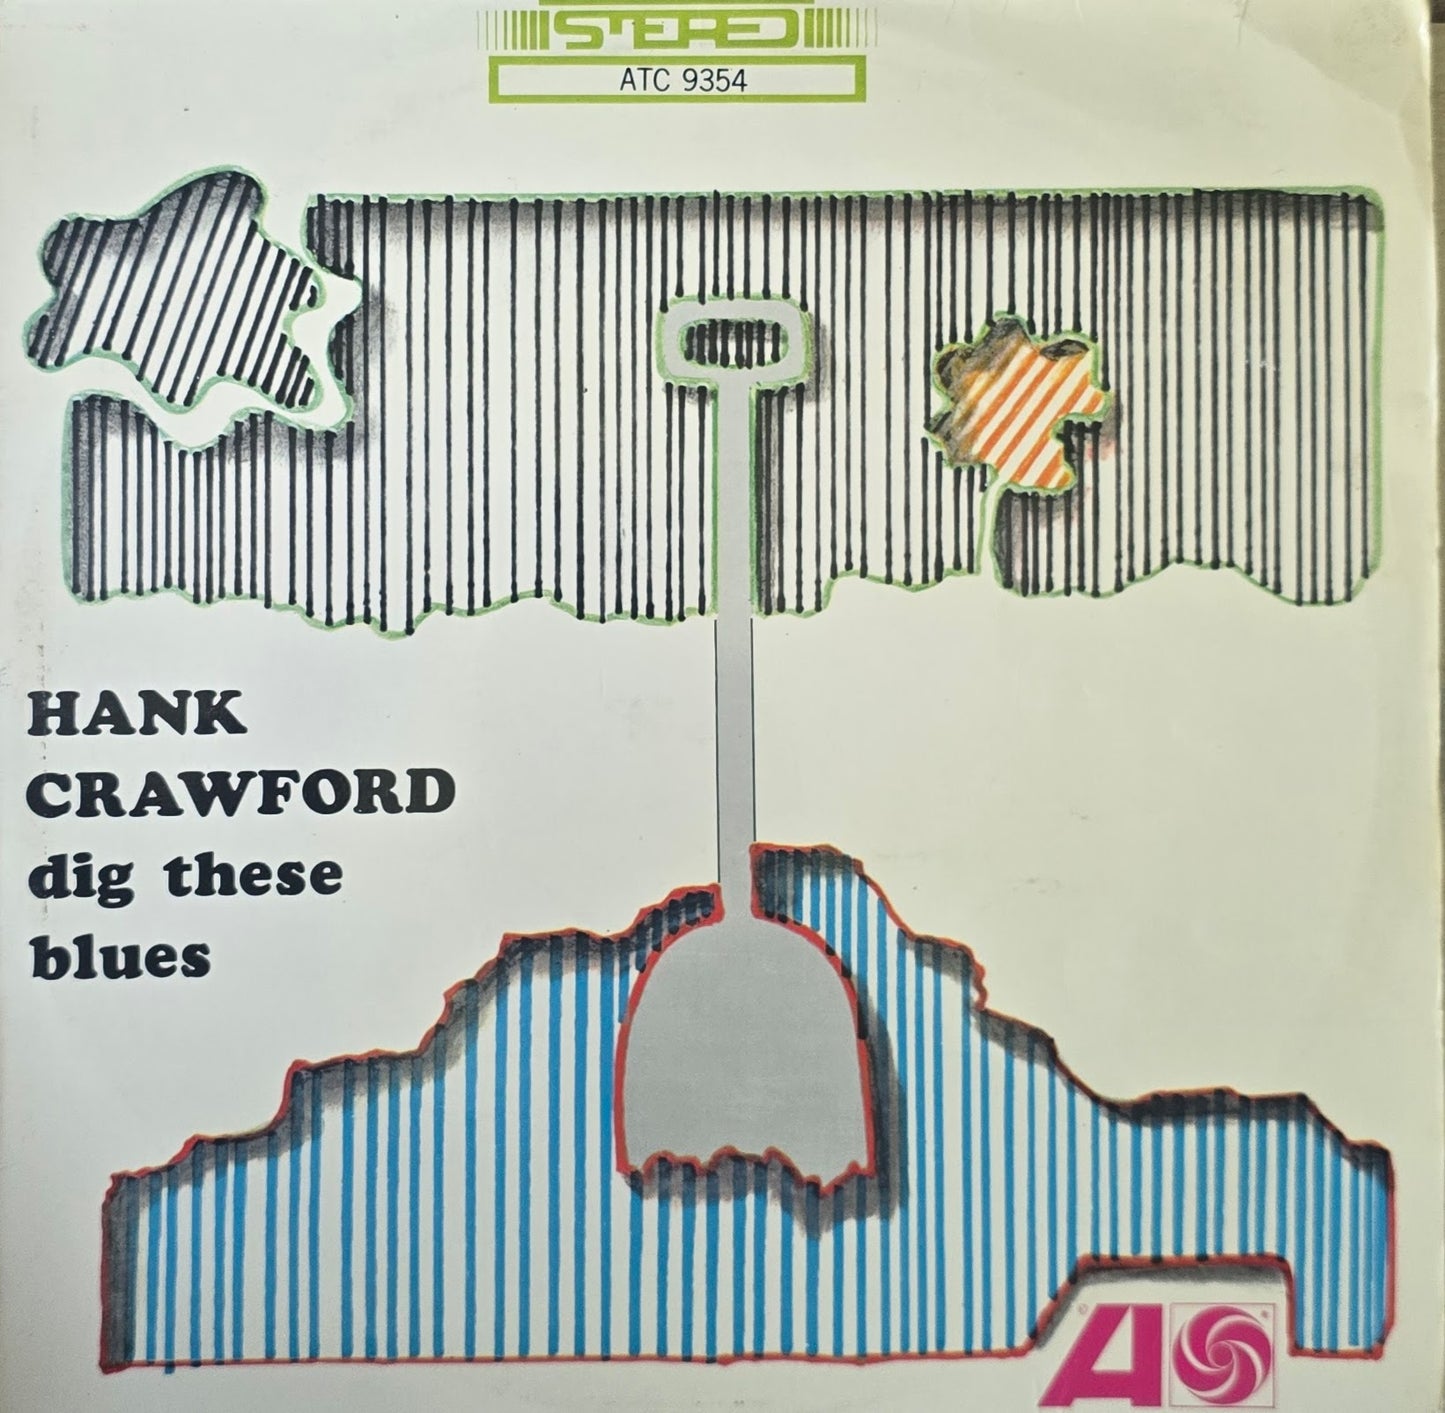 STEREO
ATC 9354
HANK
CRAWFORD
dig these
blues
A